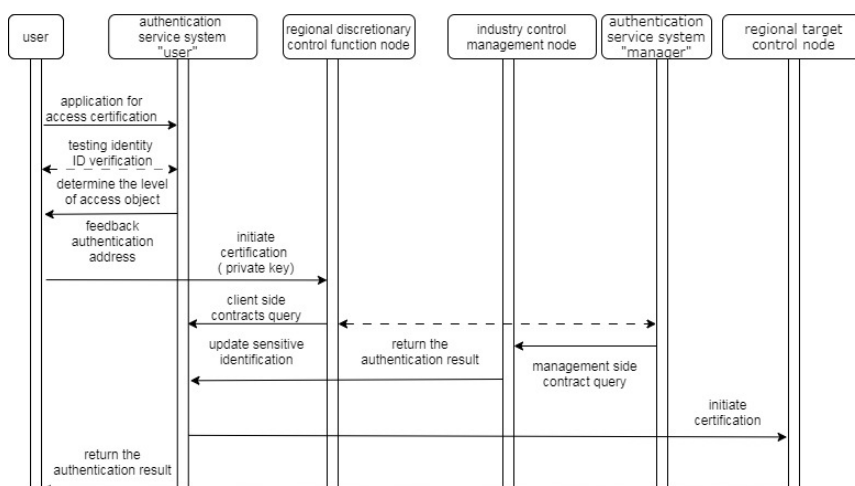 user
authentication
service system
"user"
regional discretionary
control function node
industry control
management node
authentication
service system
"manager"
regional target
control node
application for
access certification
testing identity
ID verification
determine the level
of access object
feedback
authentication
address
initiate
certification
( private key)
client side
contracts query
update sensitive
identification
return the
authentication result
management side
contract query
initiate
certification
return the
authentication result